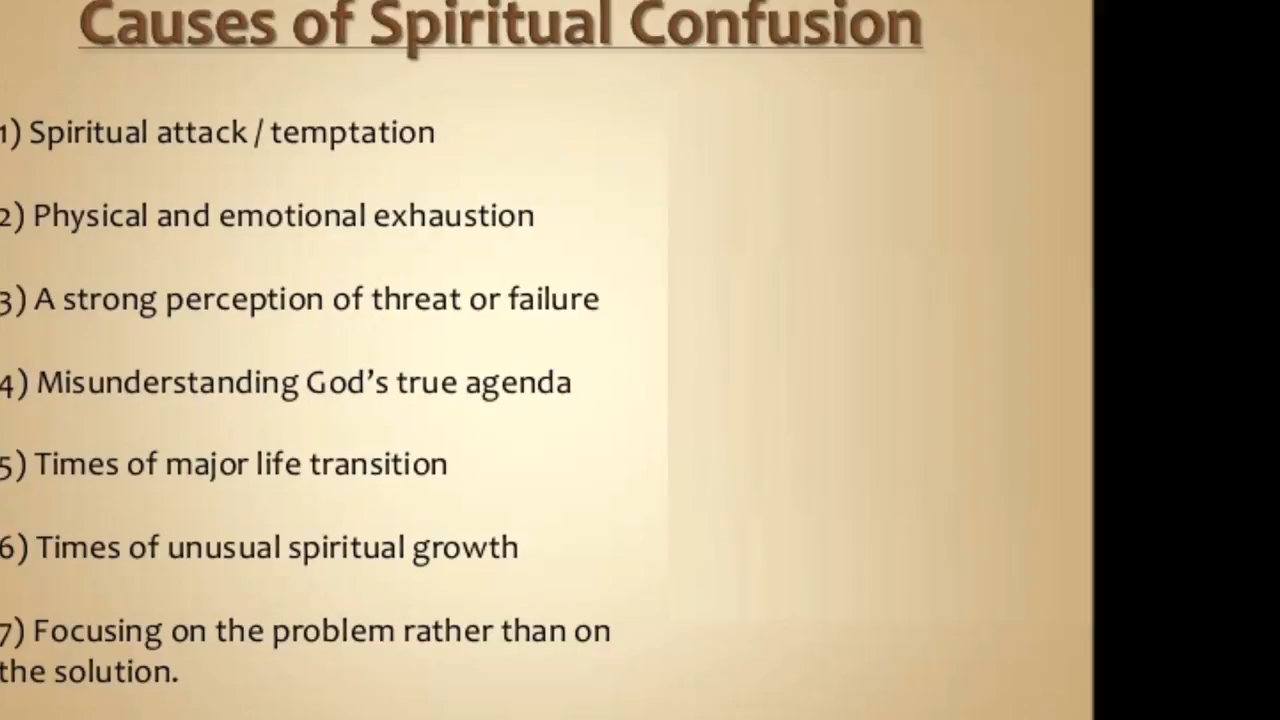 Causes of Spiritual Confusion
1) Spiritual attack / temptation
2) Physical and emotional exhaustion
3) A strong perception of threat or failure
4) Misunderstanding God’s true agenda
5) Times of major life transition
6) Times of unusual spiritual growth
7) Focusing on the problem rather than on
the solution.